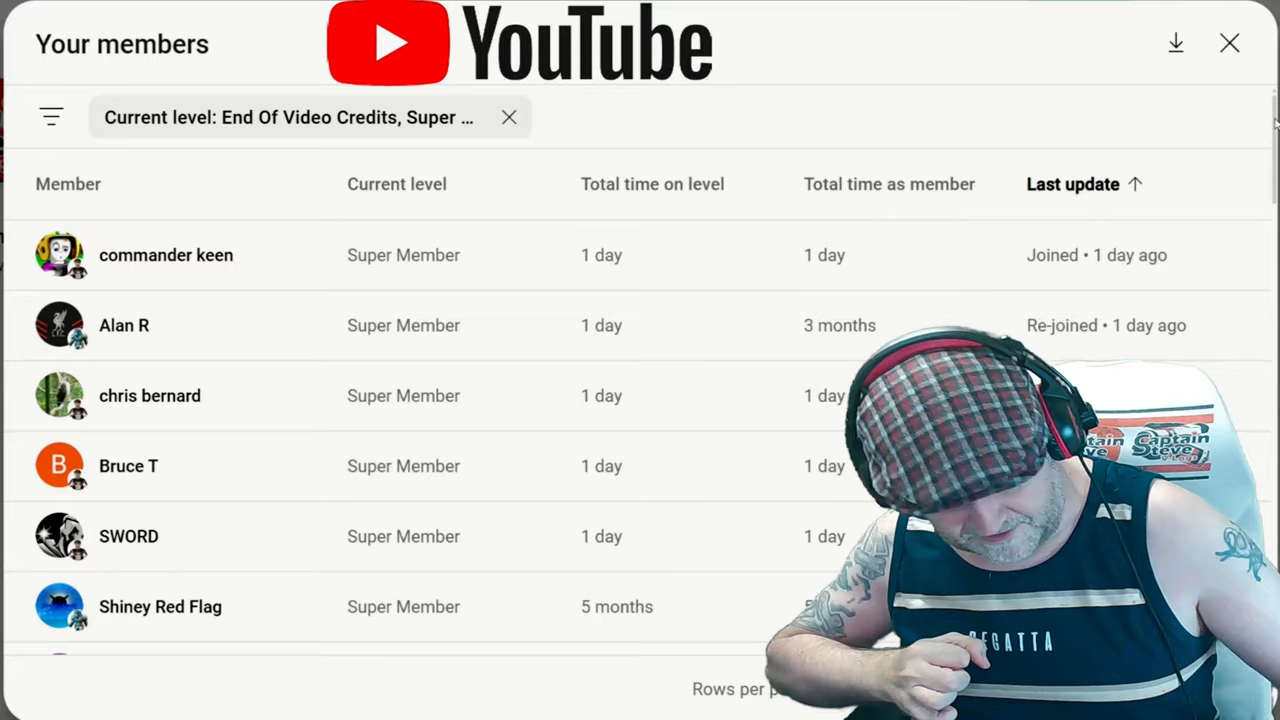 Your members
YouTube
Current level: End Of Video Credits, Super ...
Member Current level Total time on level Total time as member Last update
commander keen Super Member 1 day 1 day Joined • 1 day ago
Alan R Super Member 1 day 3 months Re-joined • 1 day ago
chris bernard Super Member 1 day 1 day
B
Bruce T Super Member 1 day 1 day
SWORD Super Member 1 day 1 day
Shiney Red Flag Super Member 5 months
Rows per
Captain
Steve
REGATTA